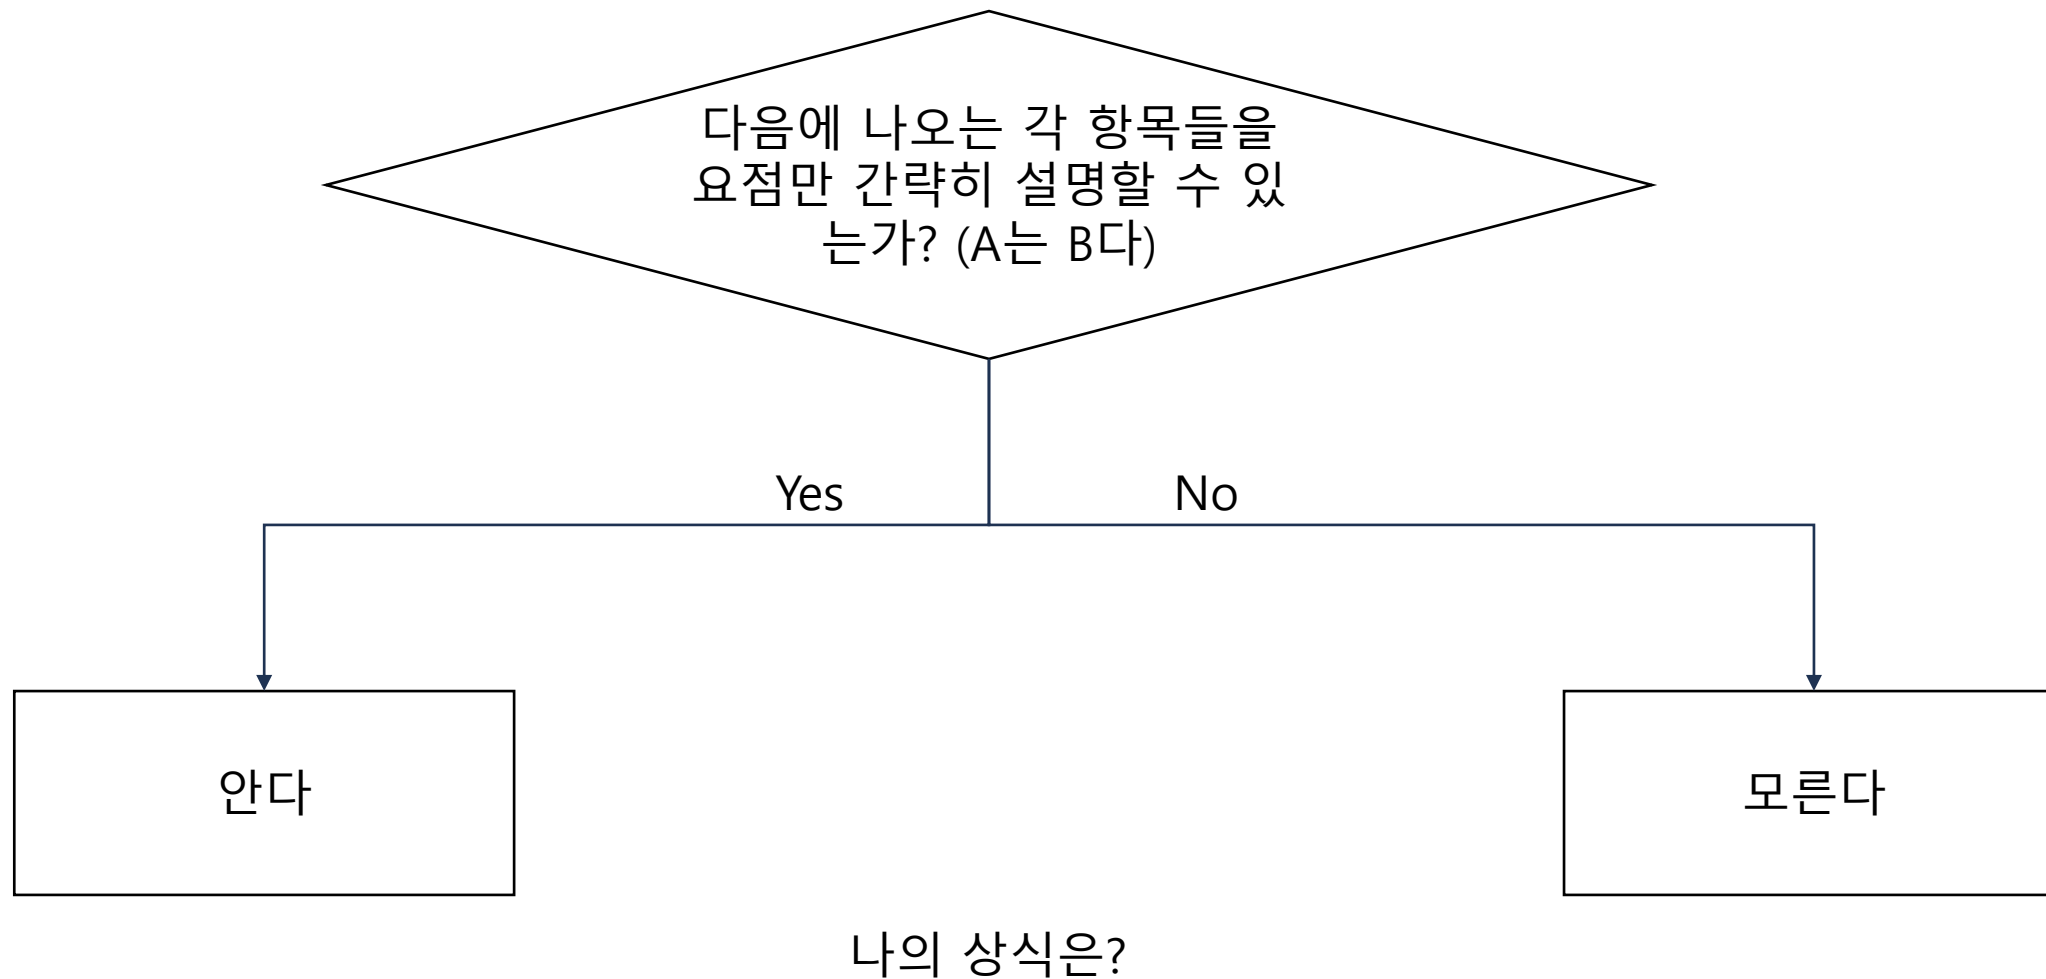 다음에 나오는 각 항목들을
요점만 간략히 설명할 수 있
는가? (A는 B다)
Yes
No
안다
모른다
나의 상식은?